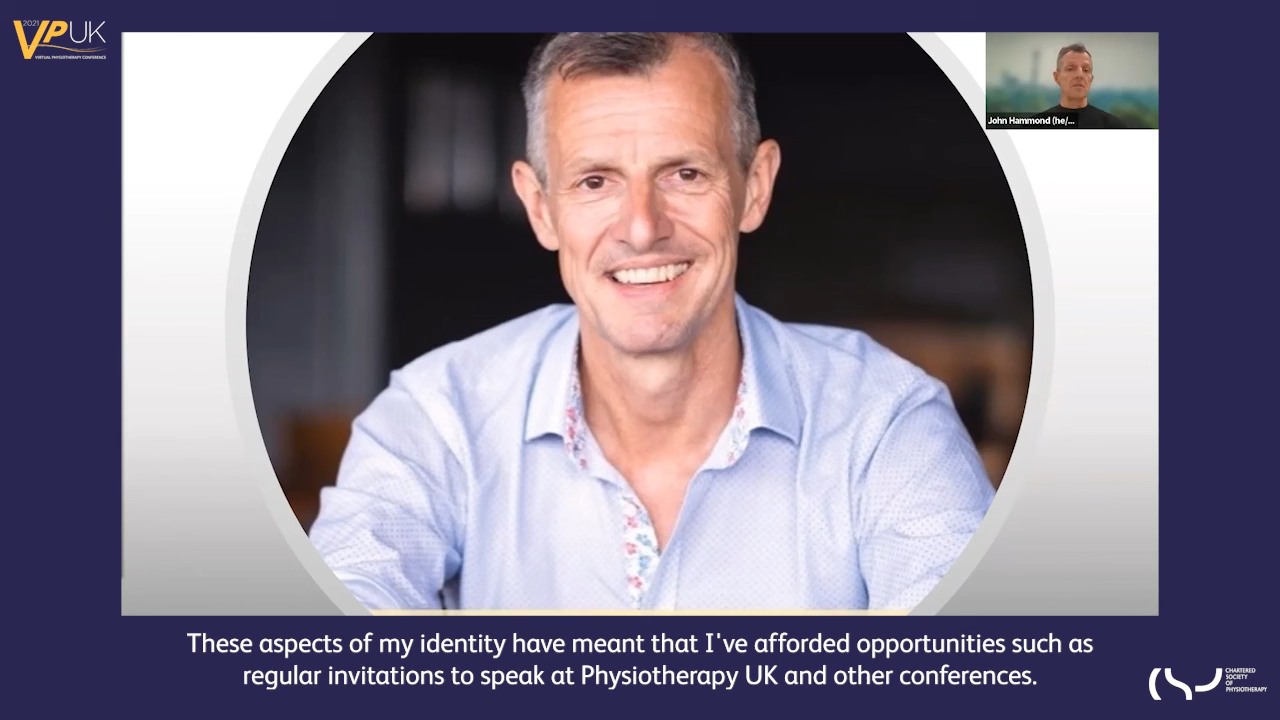 2021
VPUK
VIRTUAL PHYSIOTHERAPY CONFERENCE
John Hammond (he/...
These aspects of my identity have meant that I've afforded opportunities such as
regular invitations to speak at Physiotherapy UK and other conferences.
CHARTERED
SOCIETY
OF
PHYSIOTHERAPY